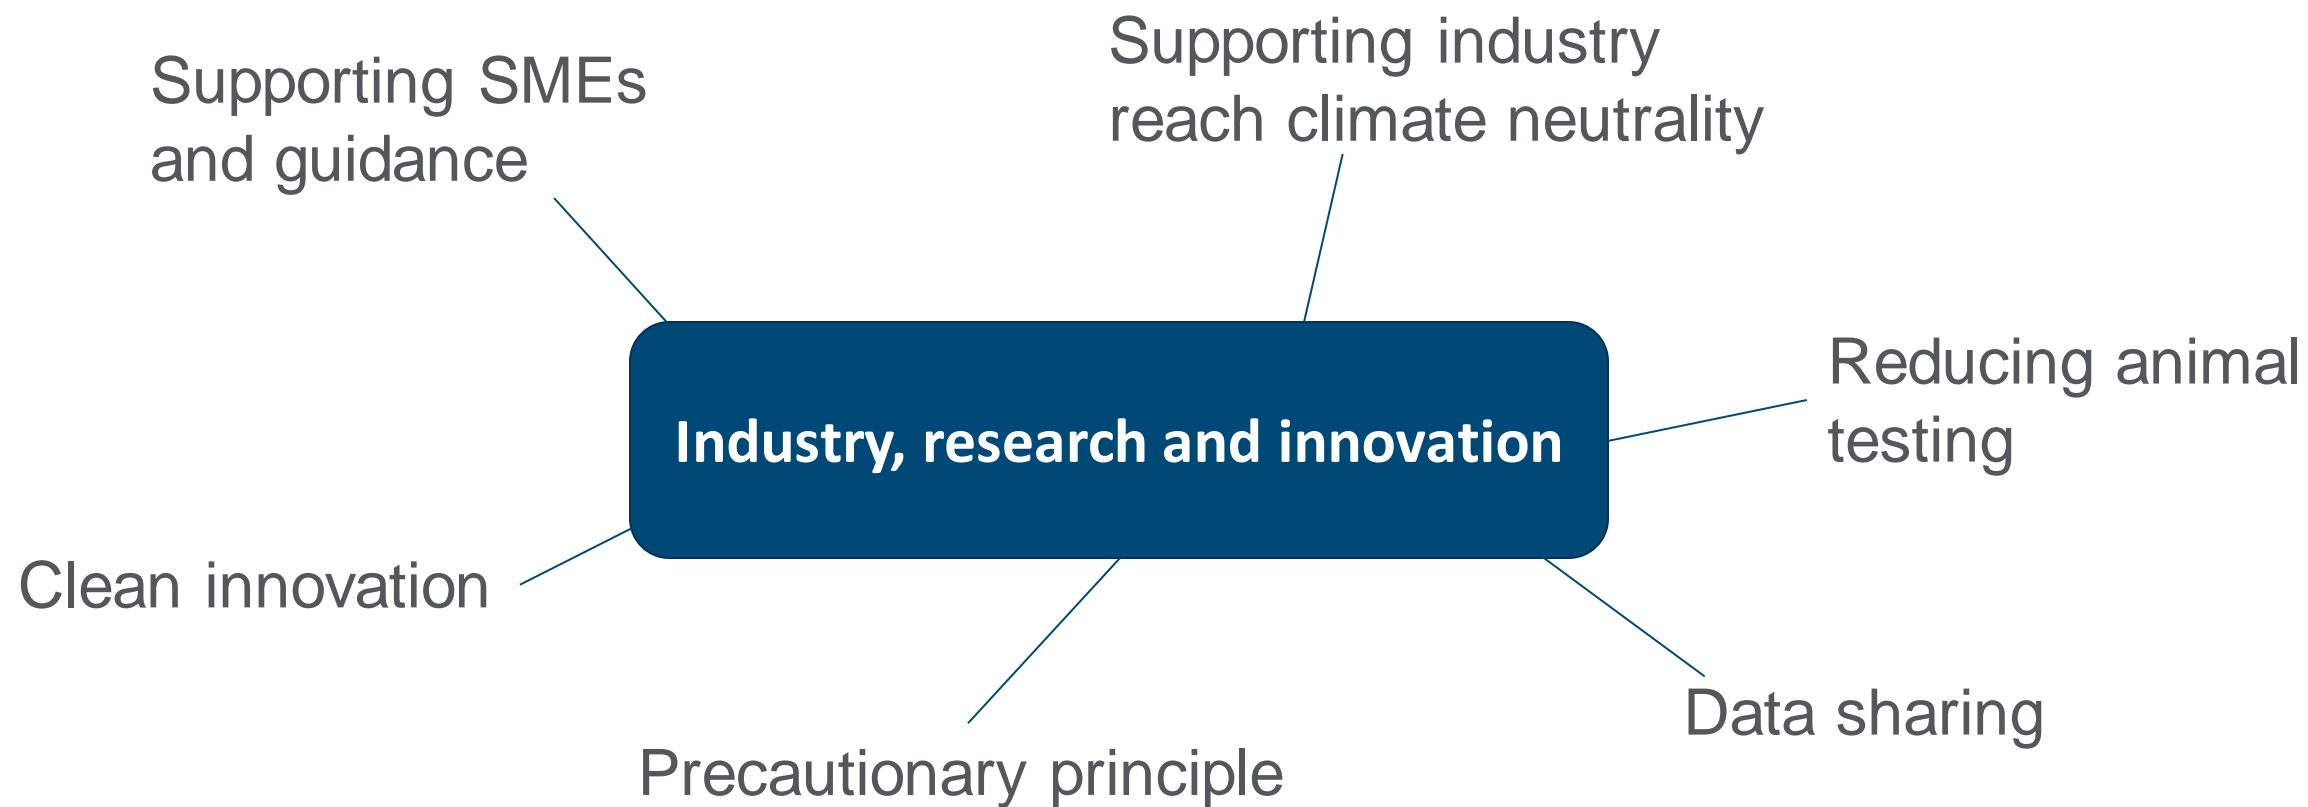 Supporting SMEs
and guidance
Supporting industry
reach climate neutrality
Industry, research and innovation
Reducing animal
testing
Clean innovation
Data sharing
Precautionary principle